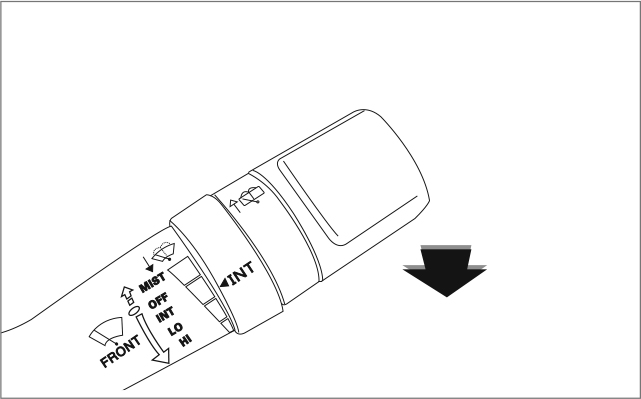 MIST
OFF
INT
LO
HI
FRONT
INT